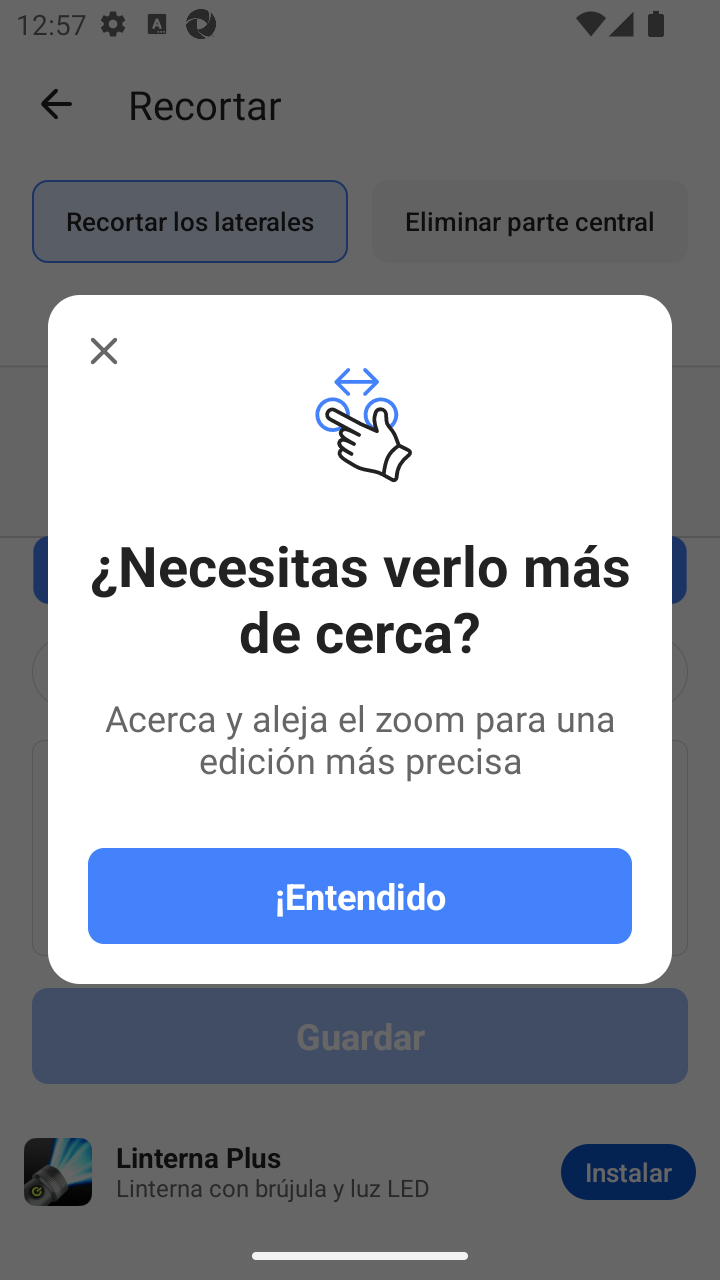 12:57
Recortar
Recortar los laterales
Eliminar parte central
¿Necesitas verlo más
de cerca?
Acerca y aleja el zoom para una
edición más precisa
¡Entendido
Guardar
Linterna Plus
Linterna con brújula y luz LED
Instalar